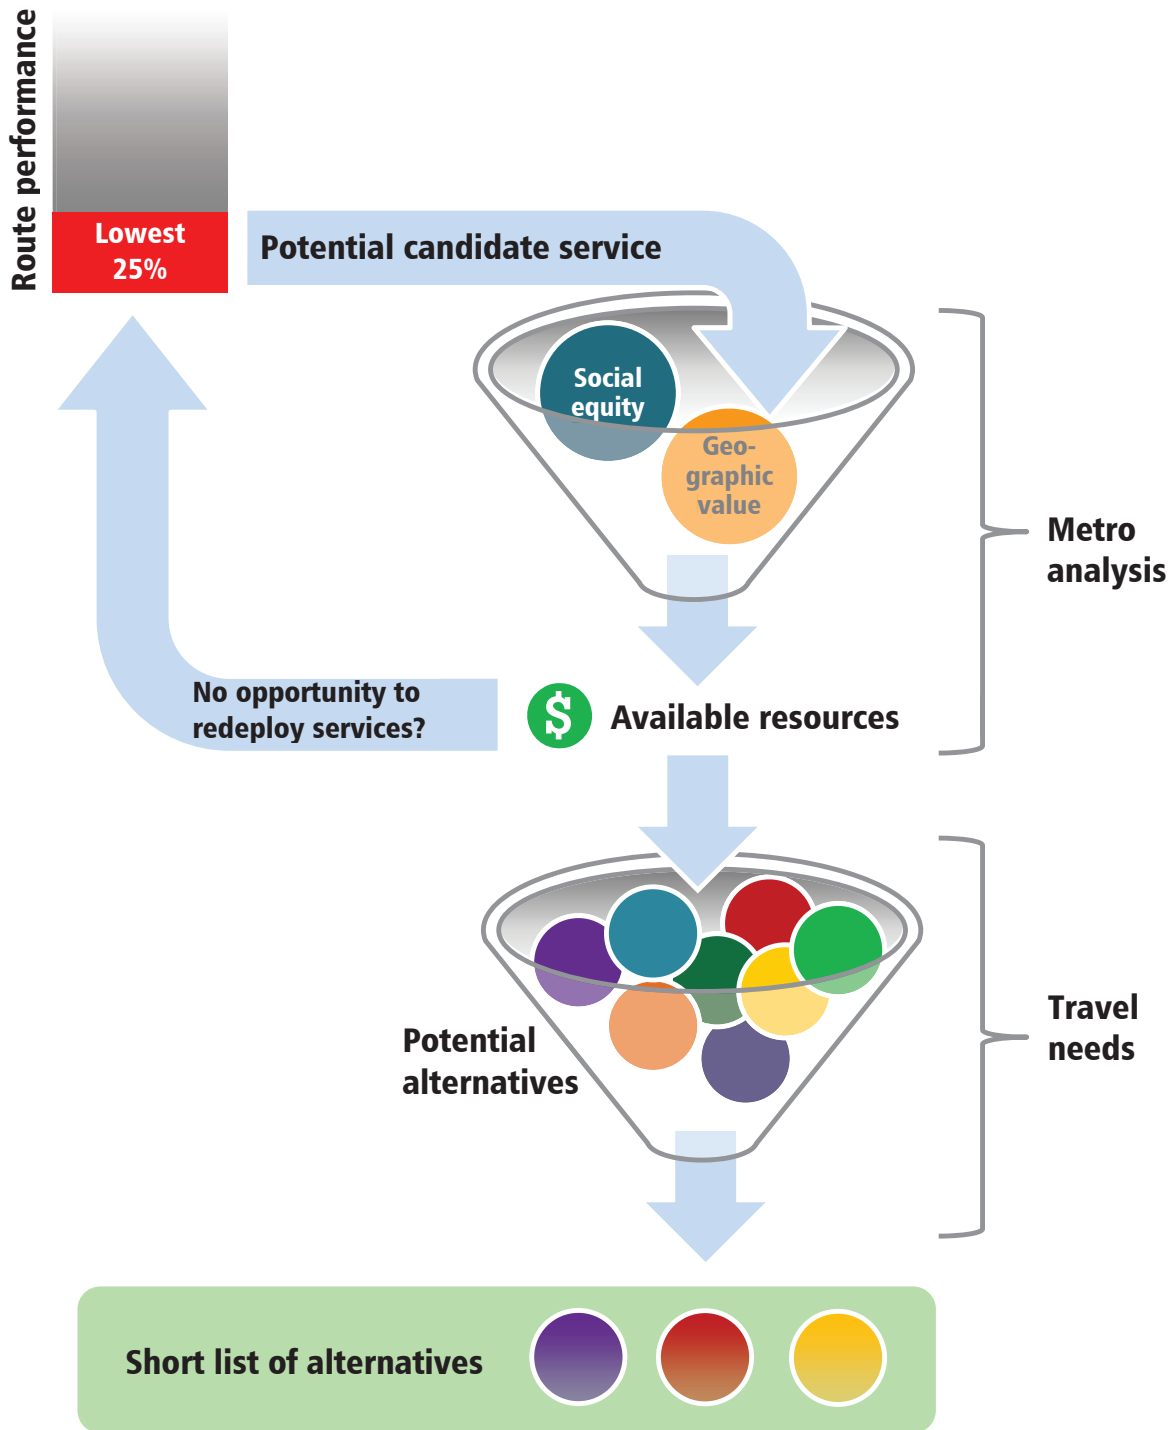 Route performance
Lowest
25%
Potential candidate service
Social
equity
Geo-
graphic
value
Metro
analysis
No opportunity to
redeploy services?
$
Available resources
Potential
alternatives
Travel
needs
Short list of alternatives